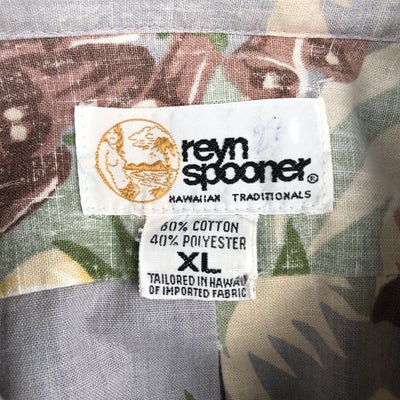 reyn
spooner®
HAWAIIAN TRADITIONALS
60% COTTON
40% POLYESTER
XL
TAILORED IN HAWAII
OF IMPORTED FABRIC